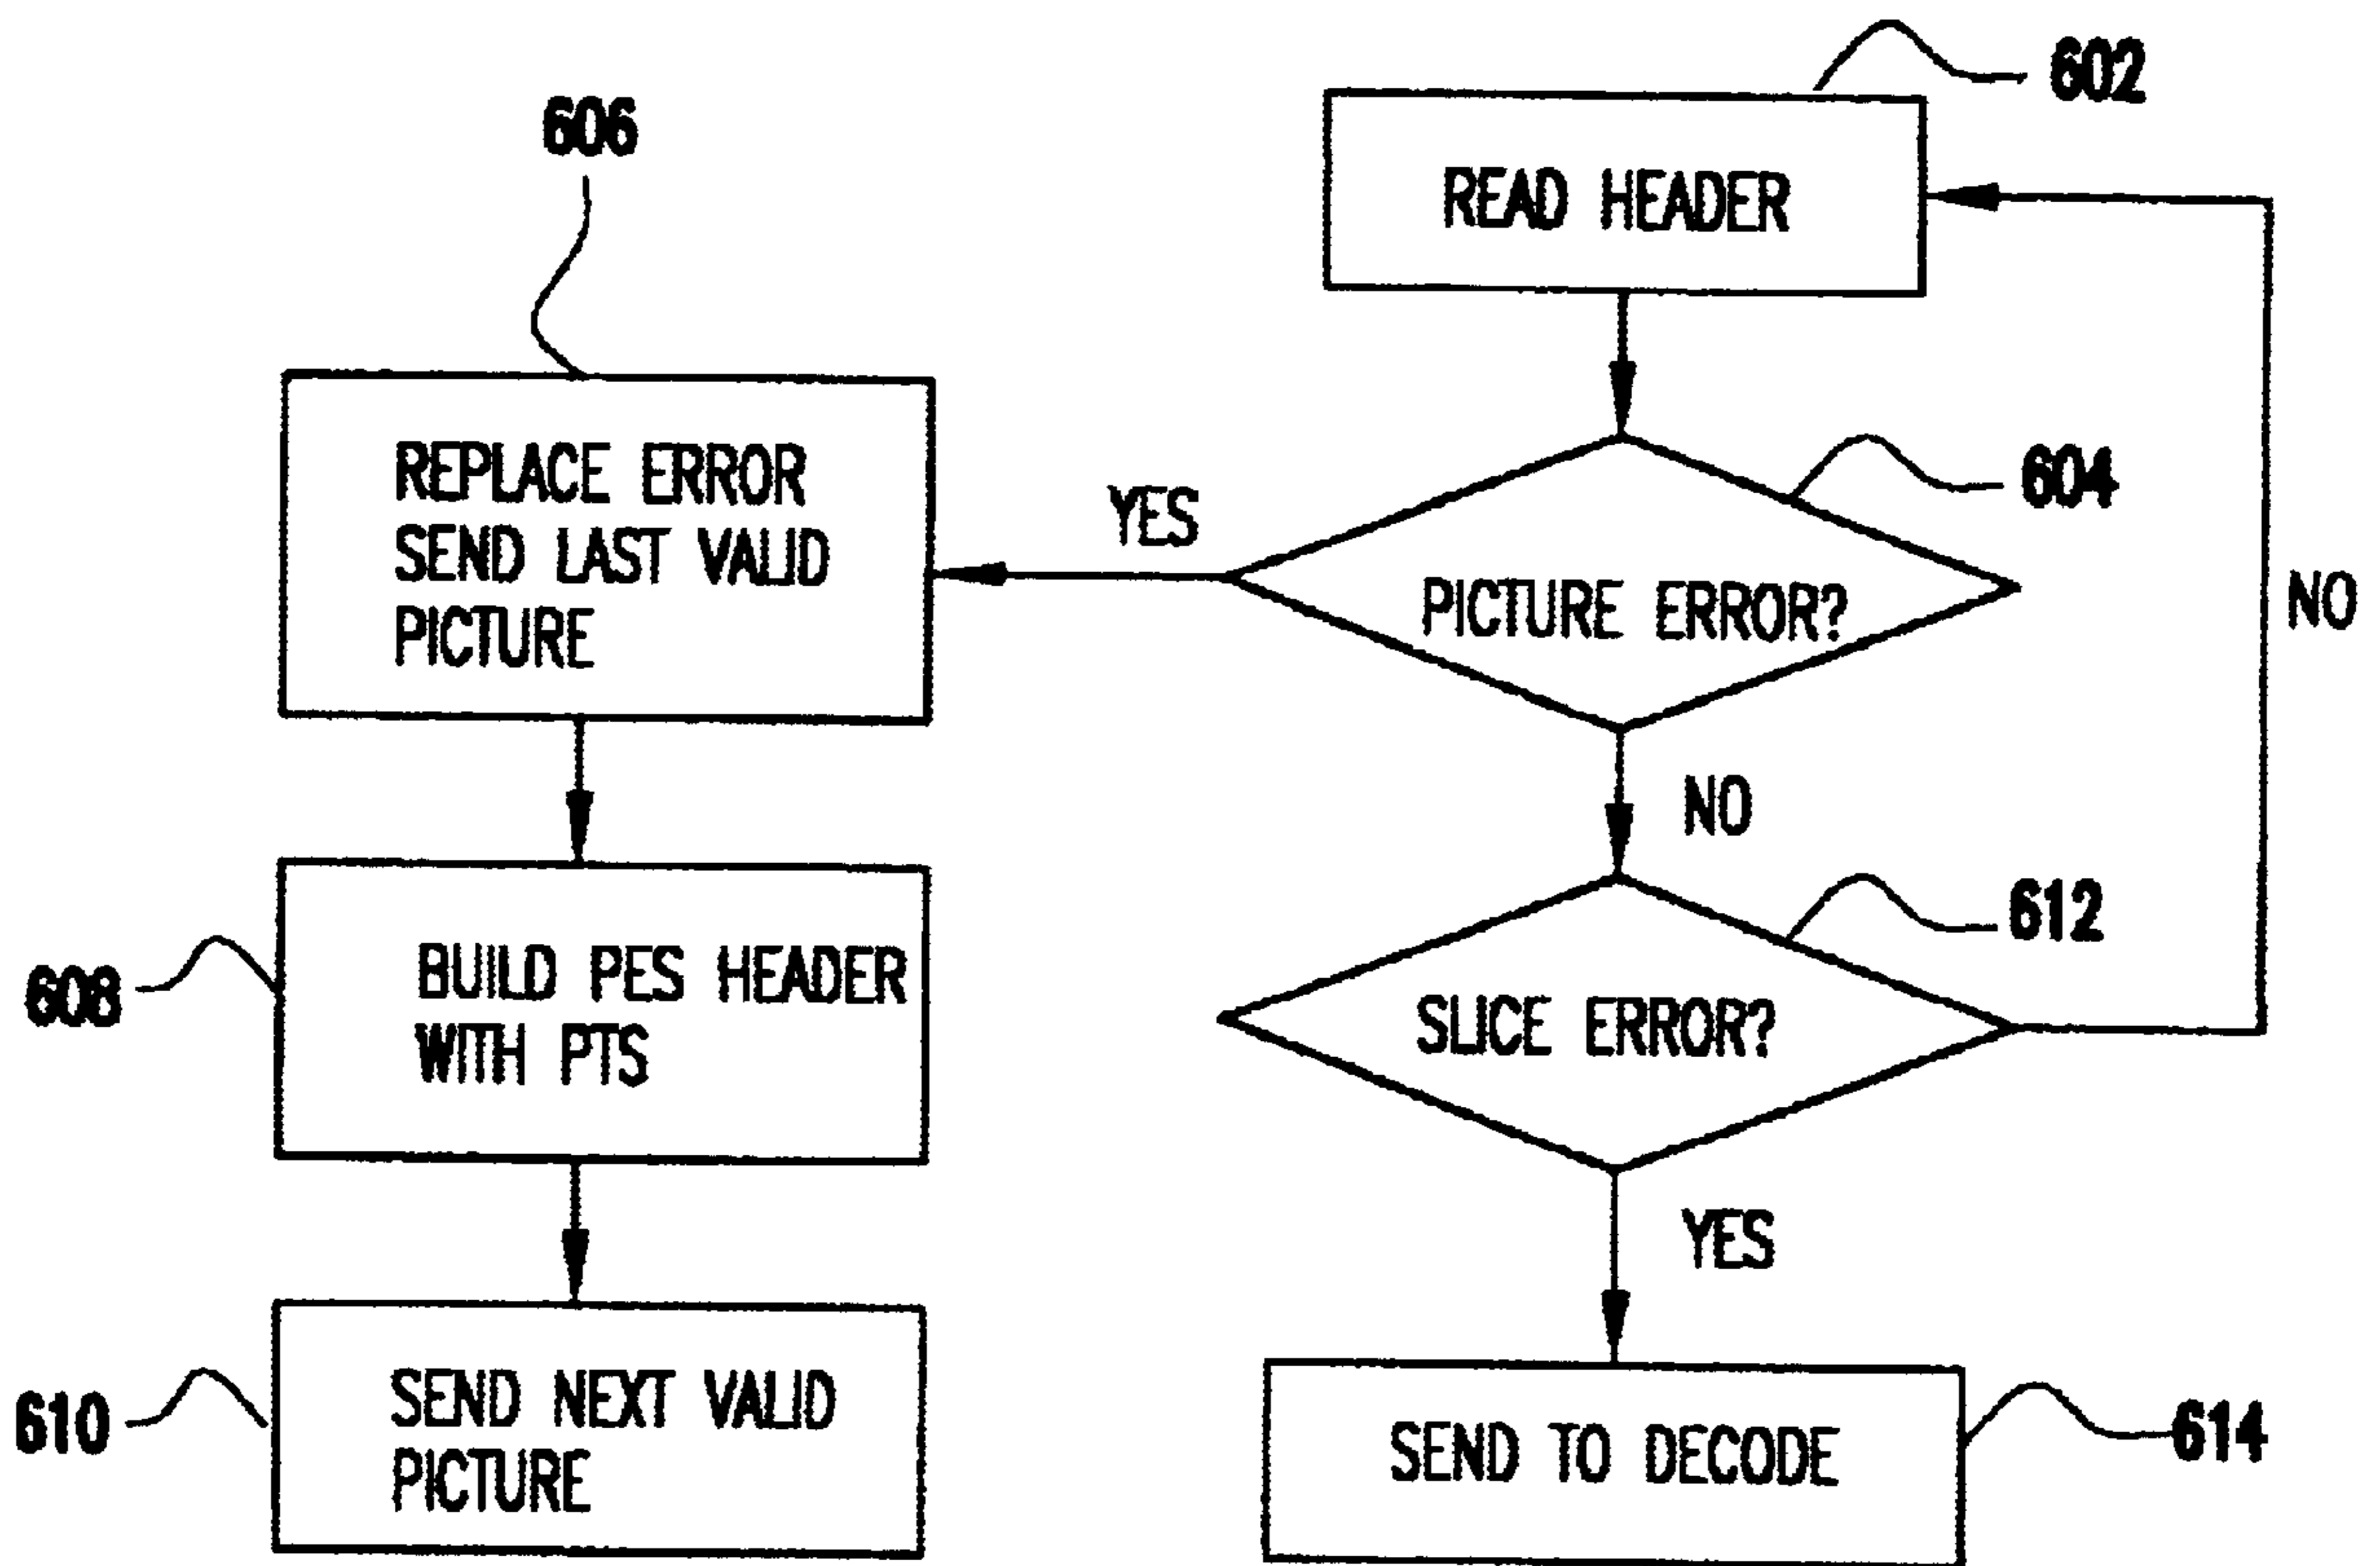 602
READ HEADER
606
604
PICTURE ERROR?
YES
NO
REPLACE ERROR
SEND LAST VALID
PICTURE
NO
612
SLICE ERROR?
608
BUILD PES HEADER
WITH PTS
YES
610
SEND NEXT VALID
PICTURE
614
SEND TO DECODE